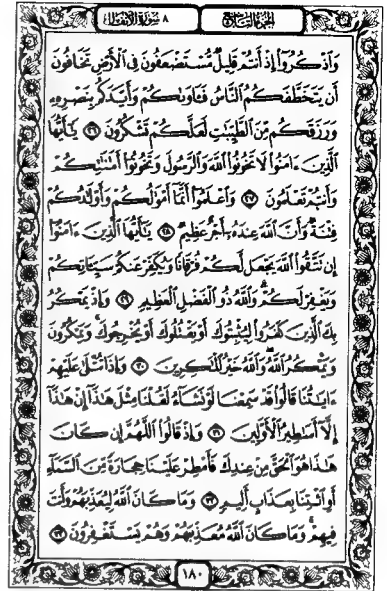 الجزء التاسع ٨ سورة الأنفال
وَٱذۡكُرُوٓاْ إِذۡ أَنتُمۡ قَلِيلٞ مُّسۡتَضۡعَفُونَ فِي ٱلۡأَرۡضِ تَخَافُونَ
أَن يَتَخَطَّفَكُمُ ٱلنَّاسُ فَـَٔاوَىٰكُمۡ وَأَيَّدَكُم بِنَصۡرِهِۦ
وَرَزَقَكُم مِّنَ ٱلطَّيِّبَٰتِ لَعَلَّكُمۡ تَشۡكُرُونَ ٢٦ يَٰٓأَيُّهَا
ٱلَّذِينَ ءَامَنُواْ لَا تَخُونُواْ ٱللَّهَ وَٱلرَّسُولَ وَتَخُونُوٓاْ أَمَٰنَٰتِكُمۡ
وَأَنتُمۡ تَعۡلَمُونَ ٢٧ وَٱعۡلَمُوٓاْ أَنَّمَآ أَمۡوَٰلُكُمۡ وَأَوۡلَٰدُكُمۡ
فِتۡنَةٞ وَأَنَّ ٱللَّهَ عِندَهُۥٓ أَجۡرٌ عَظِيمٞ ٢٨ يَٰٓأَيُّهَا ٱلَّذِينَ ءَامَنُوٓاْ
إِن تَتَّقُواْ ٱللَّهَ يَجۡعَل لَّكُمۡ فُرۡقَانٗا وَيُكَفِّرۡ عَنكُمۡ سَيِّـَٔاتِكُمۡ
وَيَغۡفِرۡ لَكُمۡۗ وَٱللَّهُ ذُو ٱلۡفَضۡلِ ٱلۡعَظِيمِ ٢٩ وَإِذۡ يَمۡكُرُ
بِكَ ٱلَّذِينَ كَفَرُواْ لِيُثۡبِتُوكَ أَوۡ يَقۡتُلُوكَ أَوۡ يُخۡرِجُوكَۚ وَيَمۡكُرُونَ
وَيَمۡكُرُ ٱللَّهُۖ وَٱللَّهُ خَيۡرُ ٱلۡمَٰكِرِينَ ٣٠ وَإِذَا تُتۡلَىٰ عَلَيۡهِمۡ
ءَايَٰتُنَا قَالُواْ قَدۡ سَمِعۡنَا لَوۡ نَشَآءُ لَقُلۡنَا مِثۡلَ هَٰذَآ إِنۡ هَٰذَآ
إِلَّآ أَسَٰطِيرُ ٱلۡأَوَّلِينَ ٣١ وَإِذۡ قَالُواْ ٱللَّهُمَّ إِن كَانَ
هَٰذَا هُوَ ٱلۡحَقَّ مِنۡ عِندِكَ فَأَمۡطِرۡ عَلَيۡنَا حِجَارَةٗ مِّنَ ٱلسَّمَآءِ
أَوِ ٱئۡتِنَا بِعَذَابٍ أَلِيمٖ ٣٢ وَمَا كَانَ ٱللَّهُ لِيُعَذِّبَهُمۡ وَأَنتَ
فِيهِمۡۚ وَمَا كَانَ ٱللَّهُ مُعَذِّبَهُمۡ وَهُمۡ يَسۡتَغۡفِرُونَ ٣٣
١٨٠